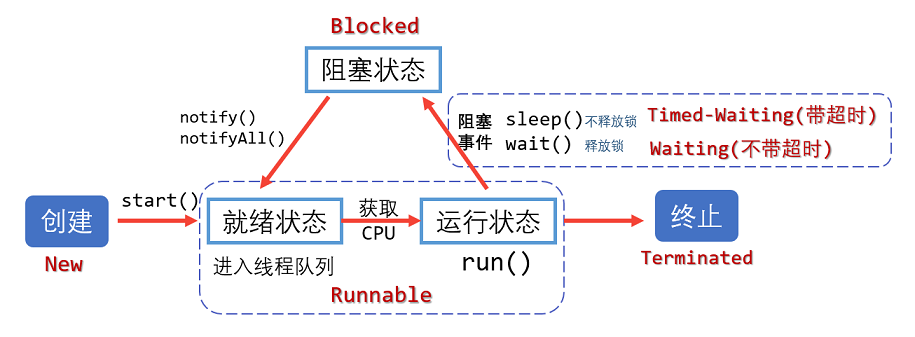 Blocked
阻塞状态
notify()
notifyAll()
阻塞 sleep()不释放锁 Timed-Waiting(带超时)
事件 wait() 释放锁 Waiting(不带超时)
创建 start() 就绪状态 获取 CPU 运行状态 终止
New
进入线程队列
run()
Terminated
Runnable